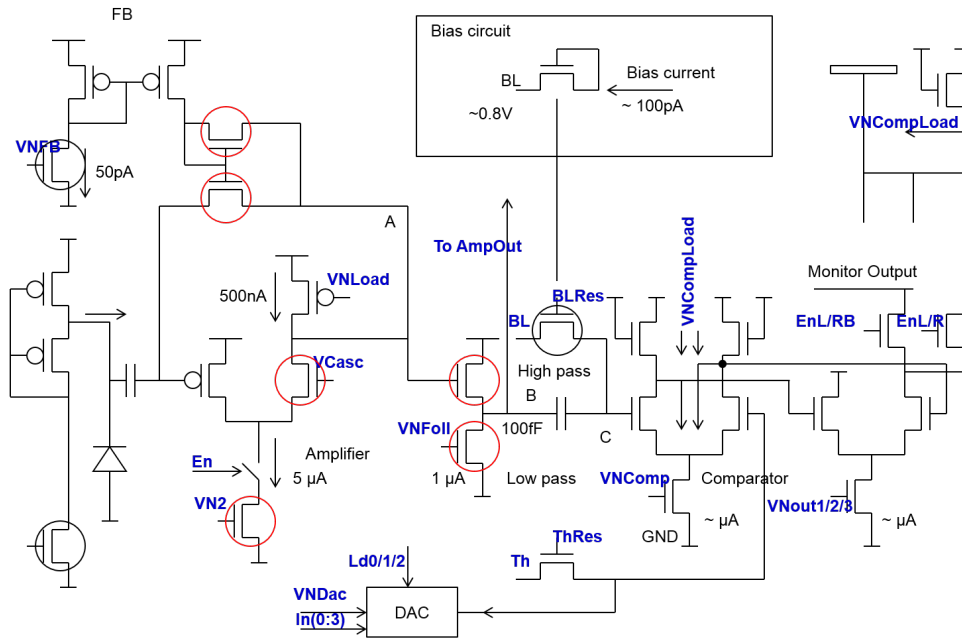 FB
Bias circuit
BL
Bias current
~0.8V
~ 100pA
VNCompLoad
VNFB
50pA
A
To AmpOut
VNCompLoad
Monitor Output
500nA
VNLoad
BLRes
BL
EnL/RB
EnL/R
VCasc
High pass
B
VNFoll
100fF
C
En
Amplifier
5 µA
1 µA
Low pass
VNComp
Comparator
VN2
~ µA
VNout1/2/3
~ µA
GND
ThRes
Th
Ld0/1/2
VNDac
In(0:3)
DAC